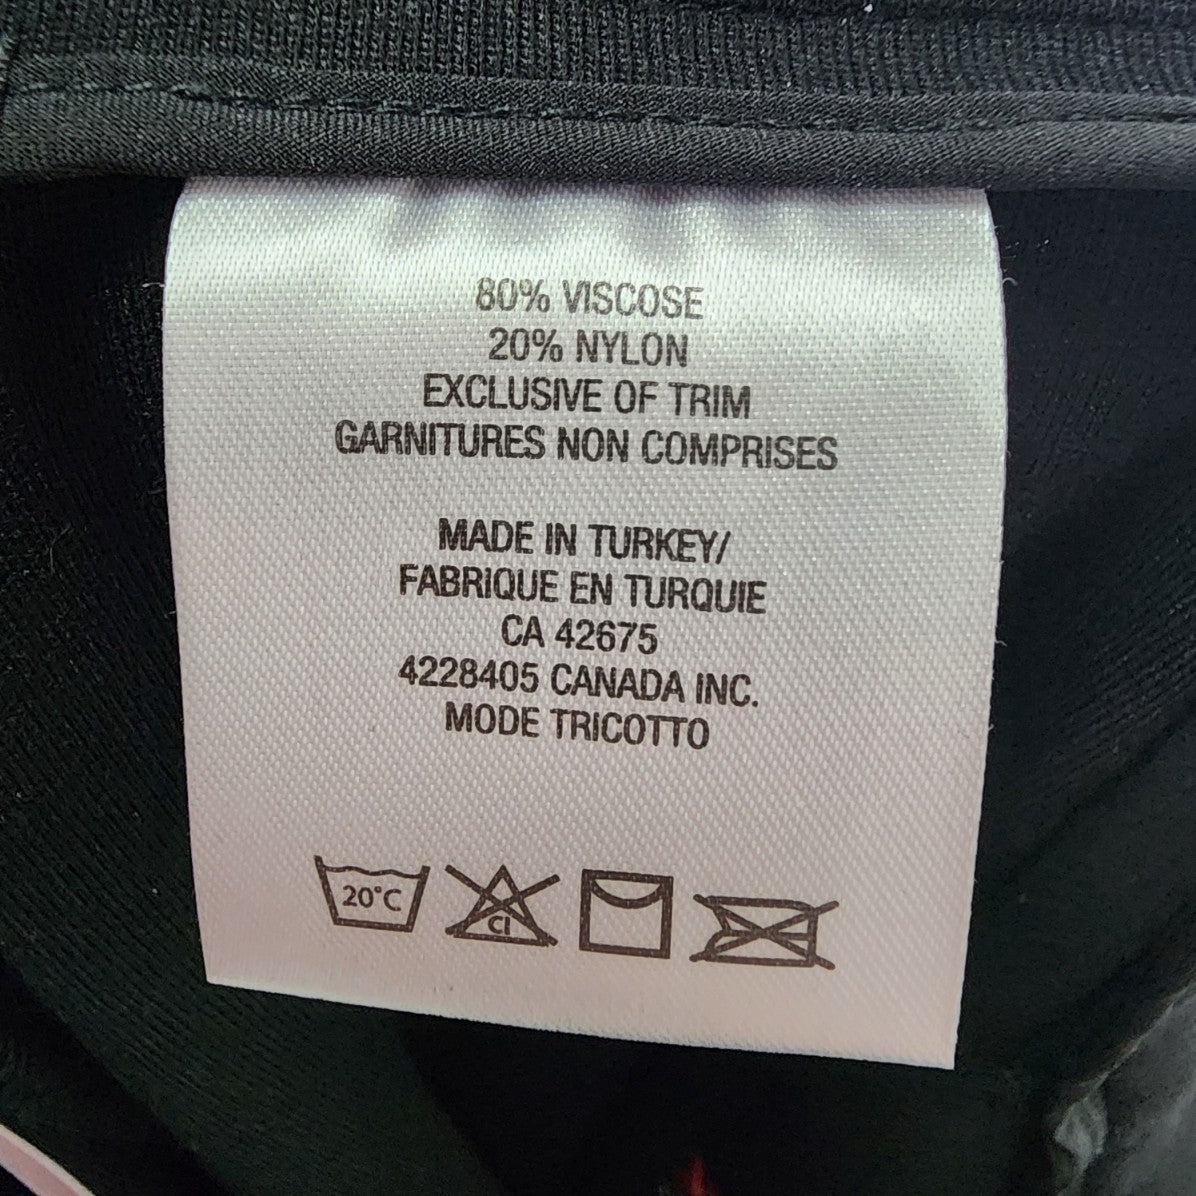 80% VISCOSE
20% NYLON
EXCLUSIVE OF TRIM
GARNITURES NON COMPRISES
MADE IN TURKEY/
FABRIQUE EN TURQUIE
CA 42675
4228405 CANADA INC.
MODE TRICOTTO
20°C
Cl